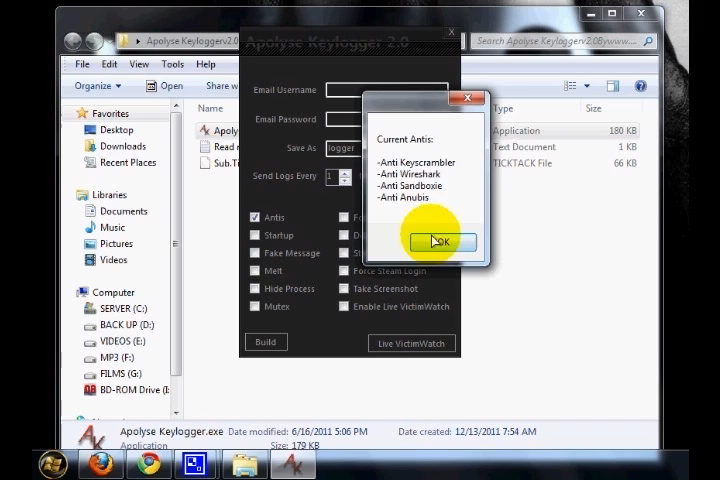 Apolyse Keyloggerv2.0
Search Apolyse Keyloggerv2.0Bywww....
File Edit View Tools Help
Organize Open Share w
Favorites
Desktop
Downloads
Recent Places
Libraries
Documents
Music
Pictures
Videos
Computer
SERVER (C:)
BACK UP (D:)
VIDEOS (E:)
MP3 (F:)
FILMS (G:)
BD-ROM Drive (I:
Name Type Size
Apoly Application 180 KB
Read Text Document 1 KB
Sub.Ti TICKTACK File 66 KB
Apolyse Keylogger 2.0
X
Email Username
Email Password
Save As logger
Send Logs Every 1
Antis
Startup
Fake Message
Melt
Hide Process
Mutex
Force Steam Login
Take Screenshot
Enable Live VictimWatch
Build
Live VictimWatch
Current Antis:
-Anti Keyscrambler
-Anti Wireshark
-Anti Sandboxie
-Anti Anubis
OK
Apolyse Keylogger.exe Date modified: 6/16/2011 5:06 PM Date created: 12/13/2011 7:54 AM
Application Size: 179 KB